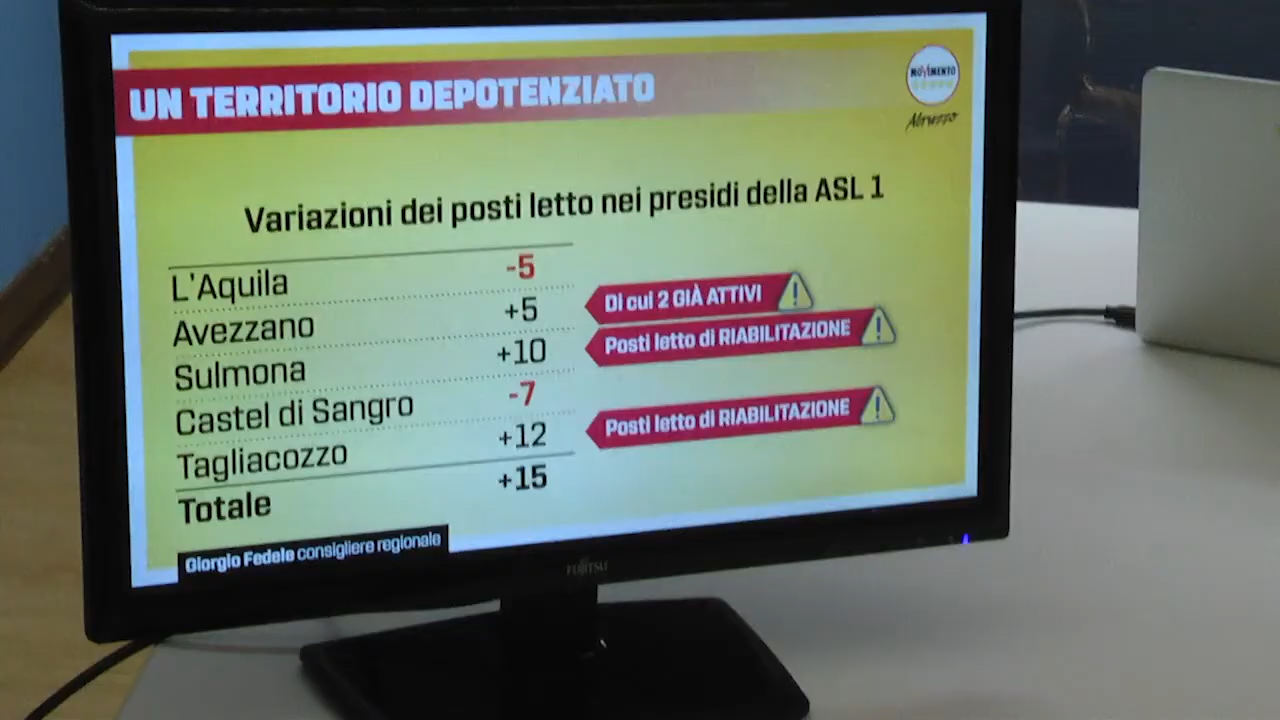 UN TERRITORIO DEPOTENZIATO
MOVIMENTO
Abruzzo
Variazioni dei posti letto nei presidi della ASL 1
L'Aquila -5
Avezzano +5 Di cui 2 GIÀ ATTIVI
Sulmona +10 Posti letto di RIABILITAZIONE
Castel di Sangro -7
Tagliacozzo +12 Posti letto di RIABILITAZIONE
Totale +15
Giorgio Fedele consigliere regionale
FUJITSU